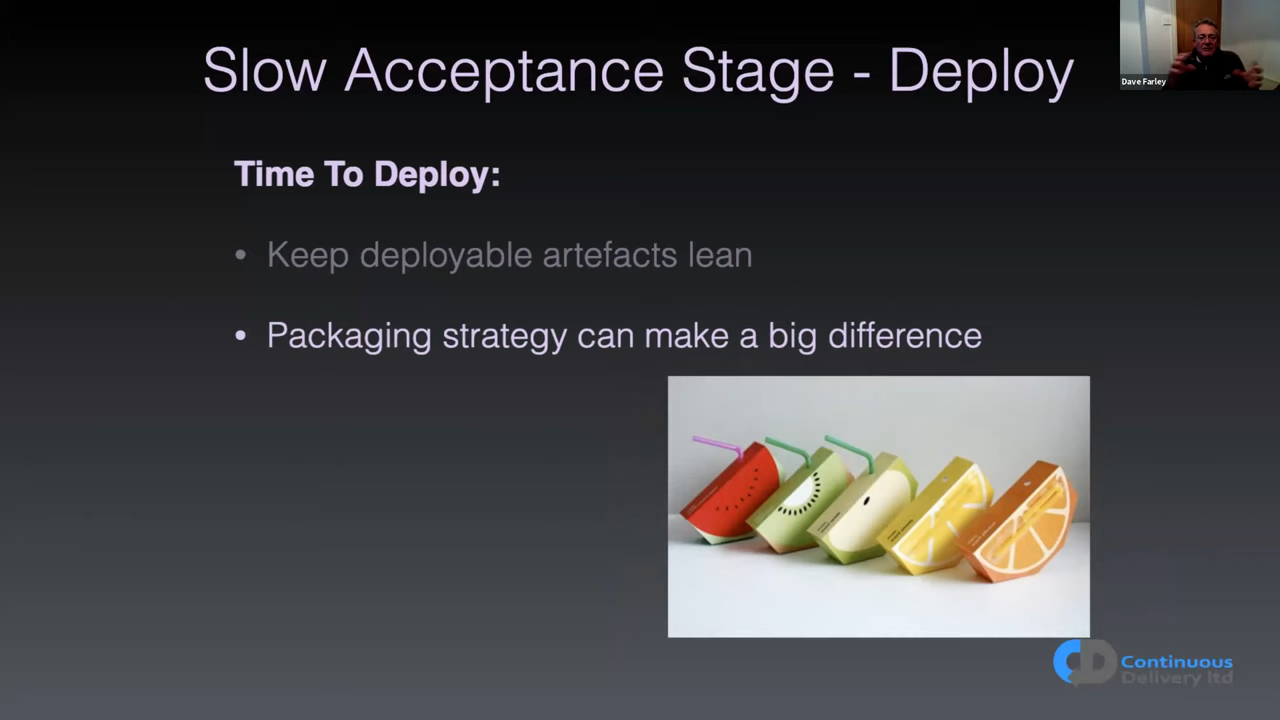 Slow Acceptance Stage - Deploy
Dave Farley
Time To Deploy:
• Keep deployable artefacts lean
• Packaging strategy can make a big difference
Continuous
Delivery ltd